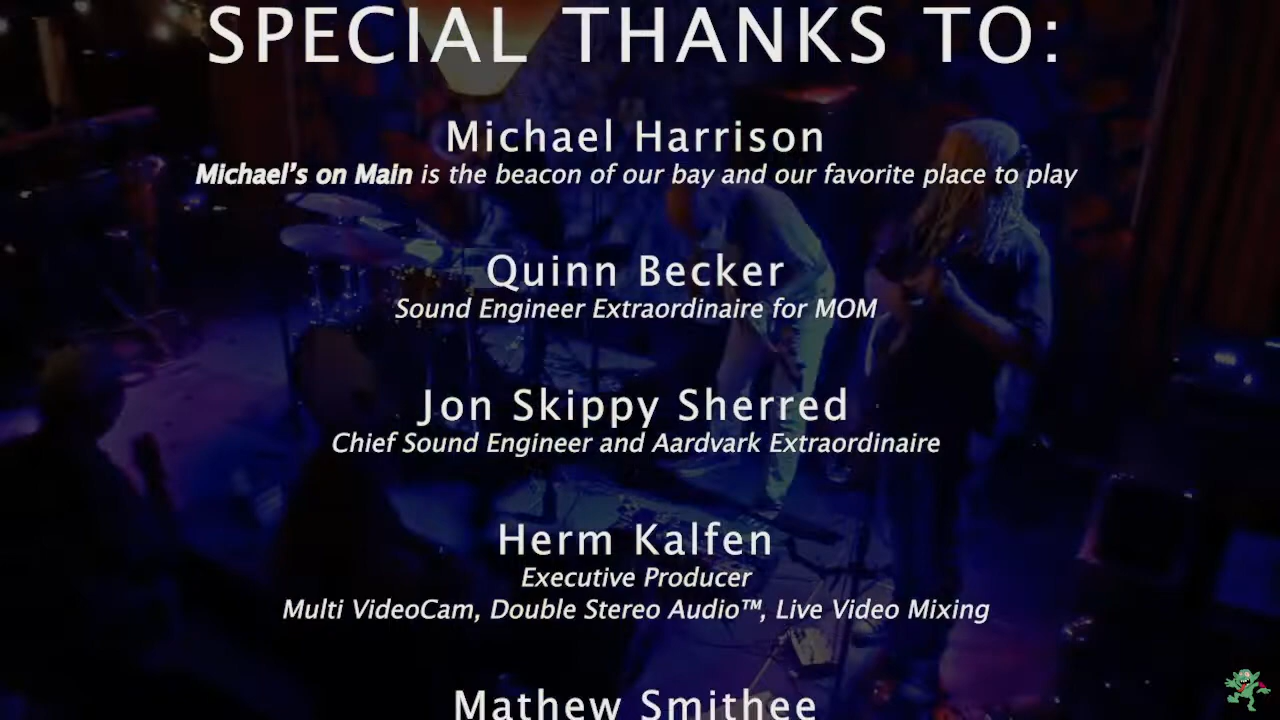 SPECIAL THANKS TO:
Michael Harrison
Michael's on Main is the beacon of our bay and our favorite place to play
Quinn Becker
Sound Engineer Extraordinaire for MOM
Jon Skippy Sherred
Chief Sound Engineer and Aardvark Extraordinaire
Herm Kalfen
Executive Producer
Multi VideoCam, Double Stereo Audio™, Live Video Mixing
Mathew Smithee